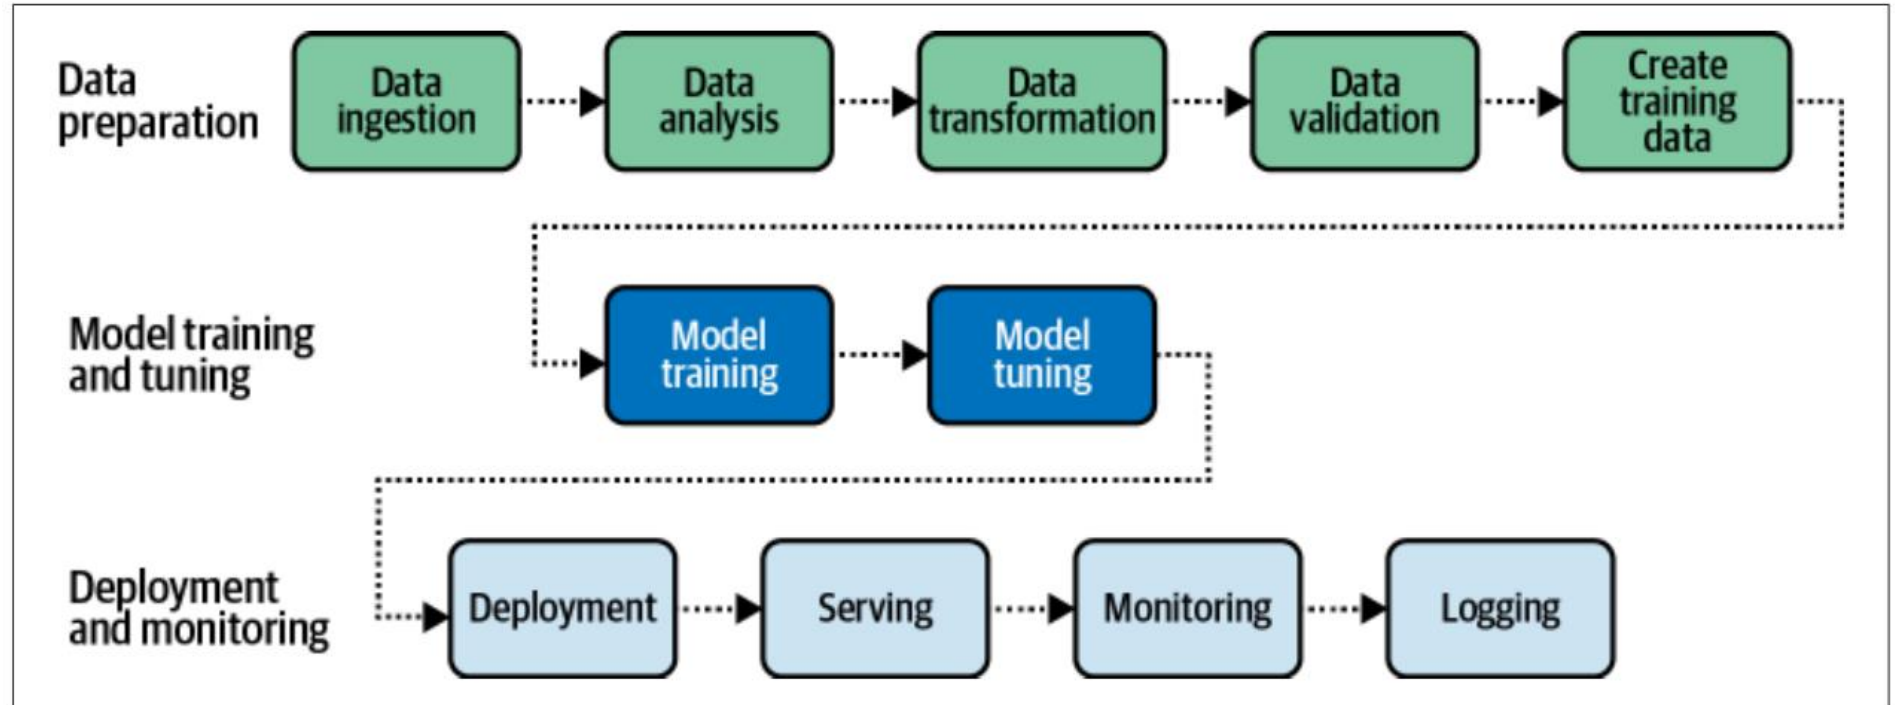 Data
preparation
Data
ingestion
Data
analysis
Data
transformation
Data
validation
Create
training
data
Model training
and tuning
Model
training
Model
tuning
Deployment
and monitoring
Deployment
Serving
Monitoring
Logging